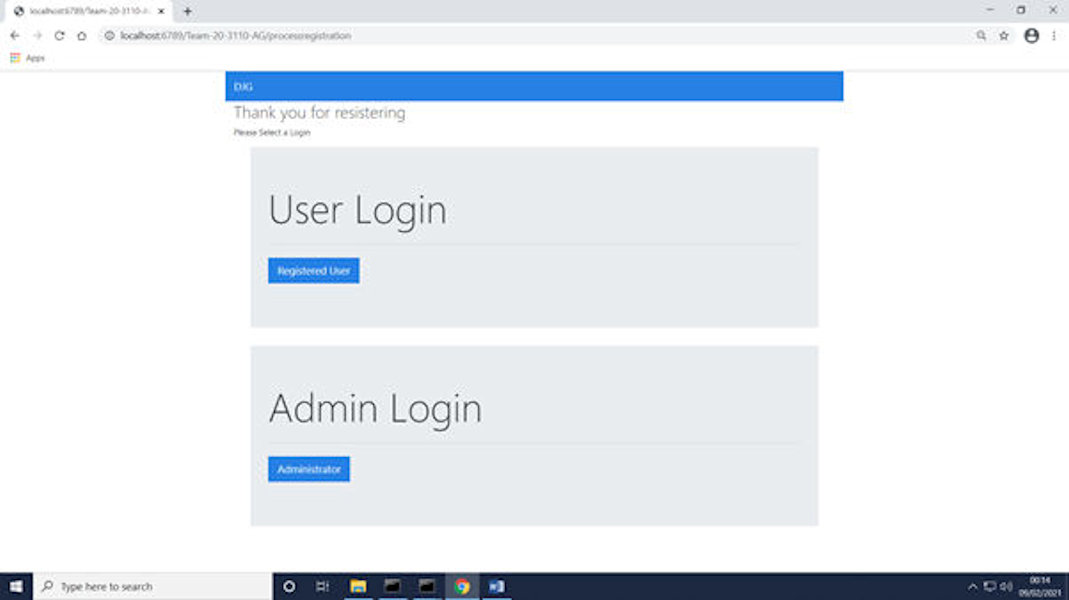 localhost:6789/Team-20-3110-A
localhost:6789/Team-20-3110-AG/processregistration
Apps
DJG
Thank you for resistering
Please Select a Login
User Login
Registered User
Admin Login
Administrator
Type here to search
00:14
09/02/2021